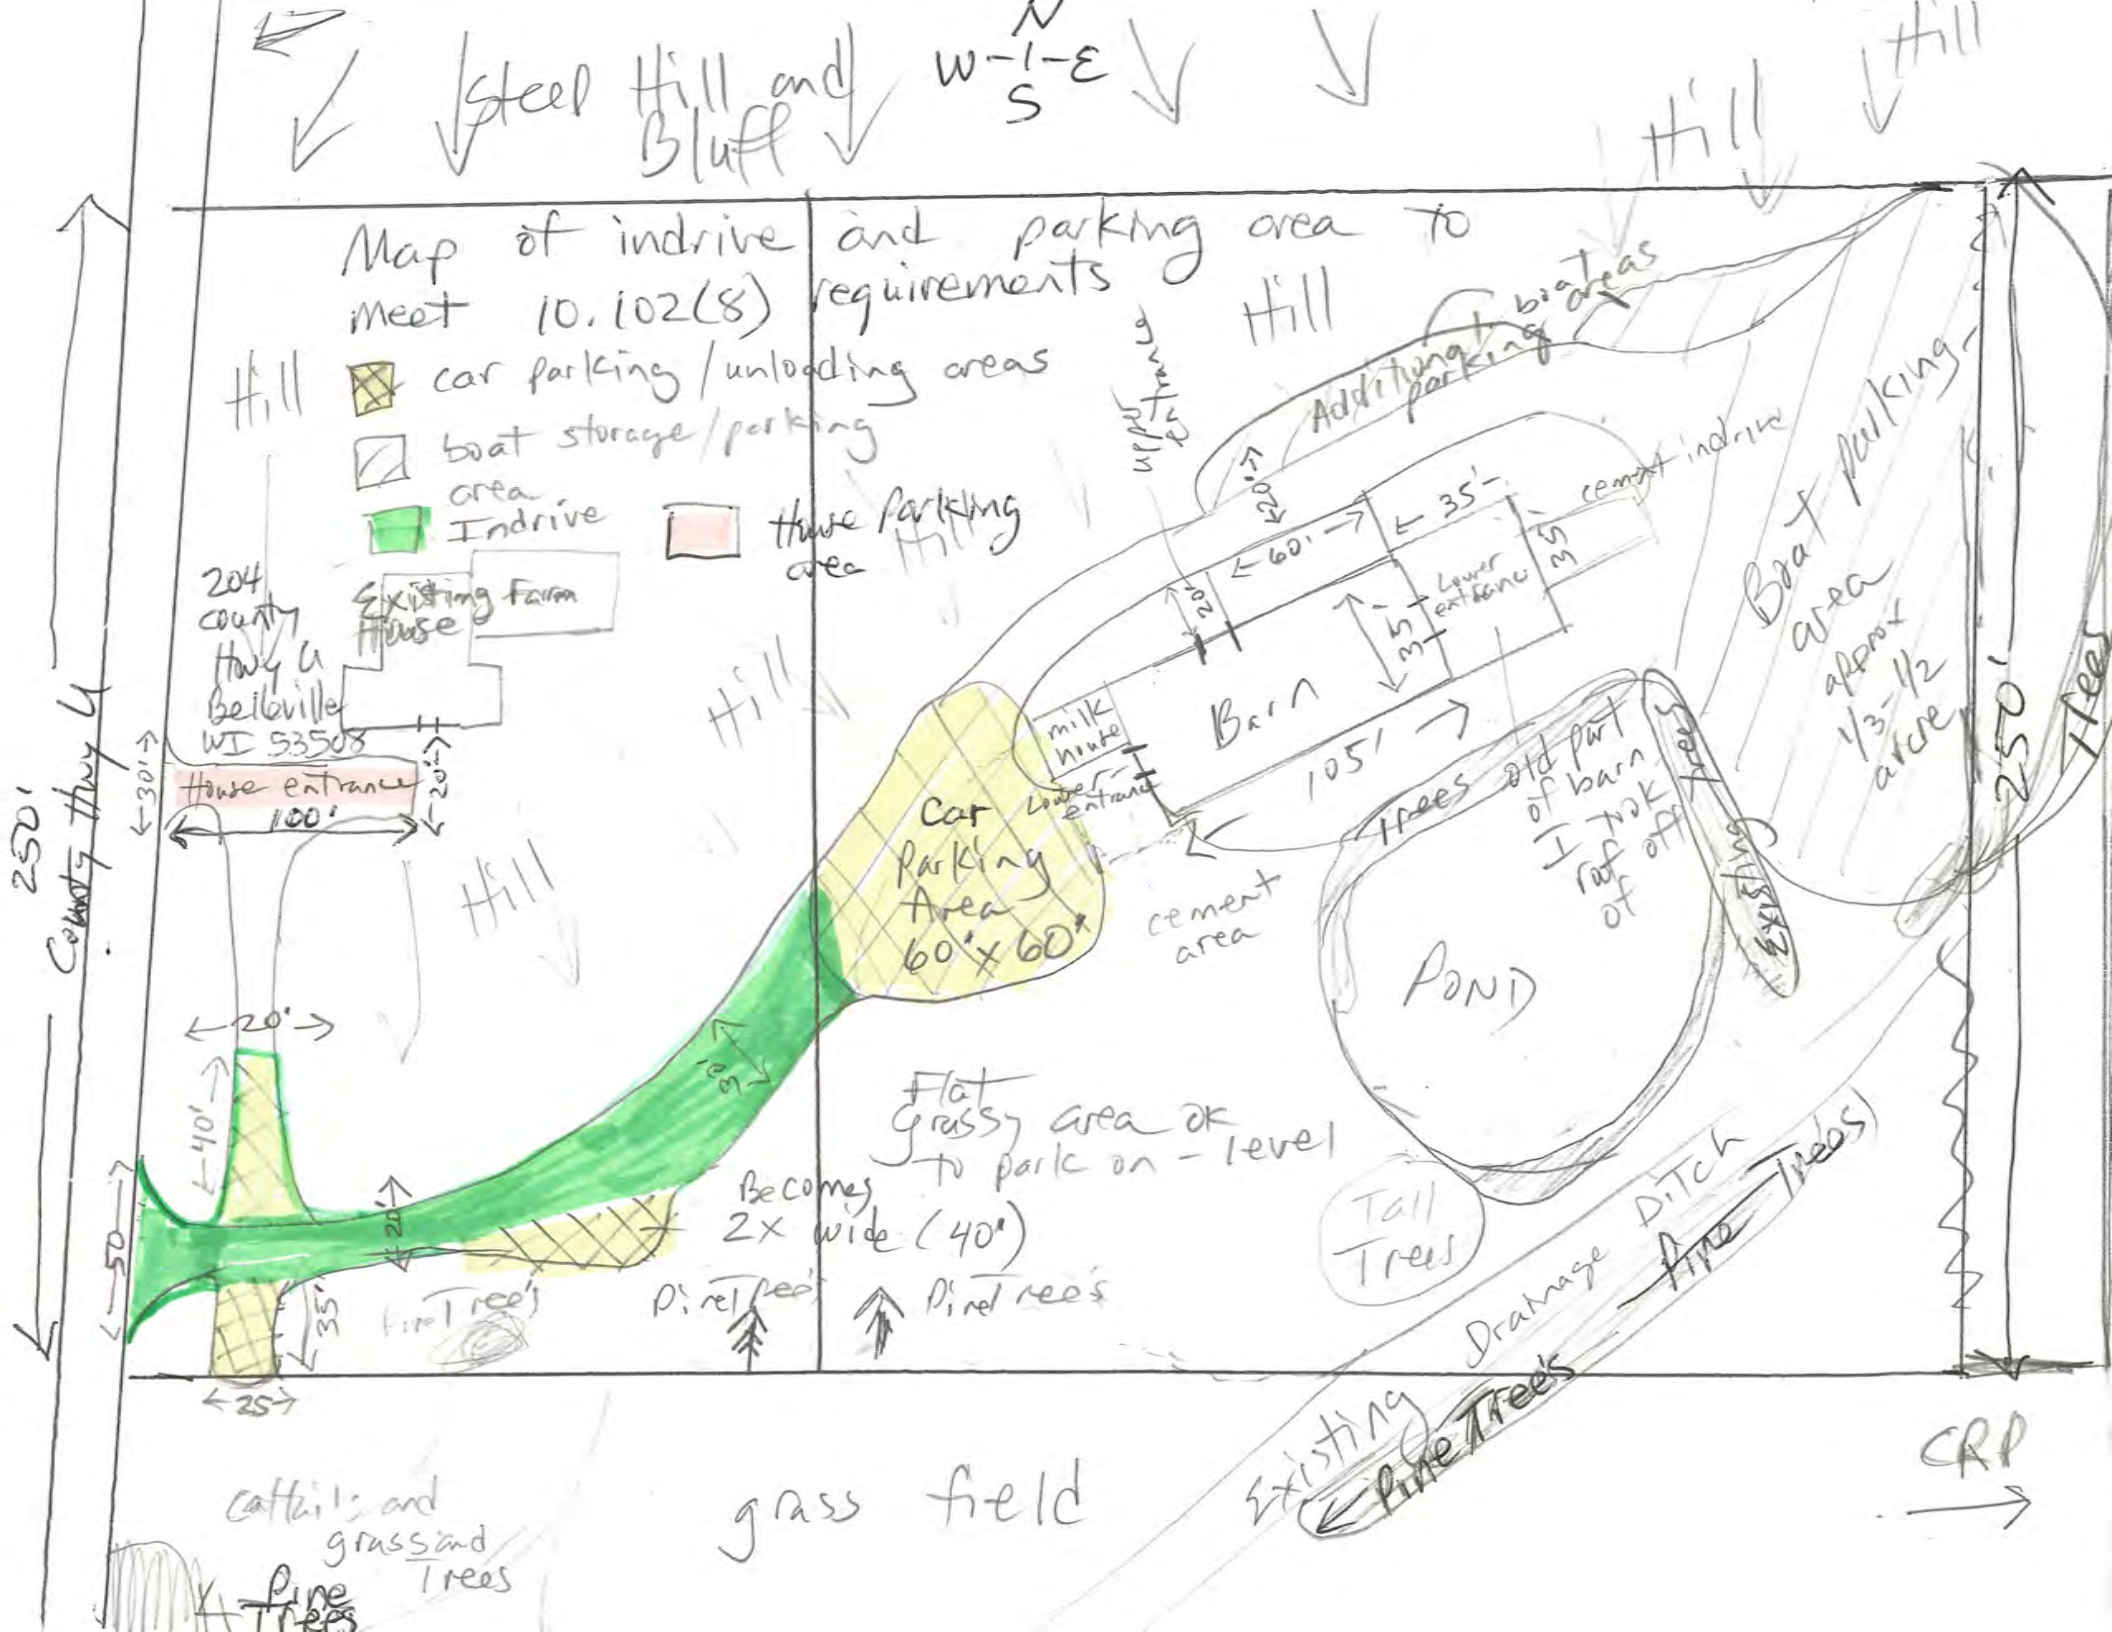 N
W-I-E
S
Steep Hill and
Bluff
Hill
Hill
Map of indrive and parking area to
meet 10.102(8) requirements
car parking/unloading areas
boat storage/parking
area
Indrive
House Parking
area
Hill
Hill
Hill
Hill
Hill
Additional boat
parking areas
upper
entrance
204
county
Hwy U
Belleville
WI 53508
Existing Farm
House
House entrance
100'
30'
20'
250'
County Hwy U
←20'→
←60'→
←35'-
35'
20'
35'
Lower
entrance
cement indrive
milk
house
Barn
105' →
Lower
entrance
Car
Parking
Area
60'x60'
cement
area
Trees
old part
of barn
I took
roof off
of
Existing Trees
Boat parking
area
approx
1/3-1/2
acre
250'
Trees
POND
←20'→
←40'→
50
20'
30'
35'
←25→
Flat
Grassy area ok
to park on - level
Becomes
2x wide (40')
Pine Tree's
Pine Tree's
Pine Tree's
Tall
Trees
Existing Drainage Ditch
Pine Trees
Pine Tree's
CRP
grass field
cattails and
grass and
Trees
Pine
Trees